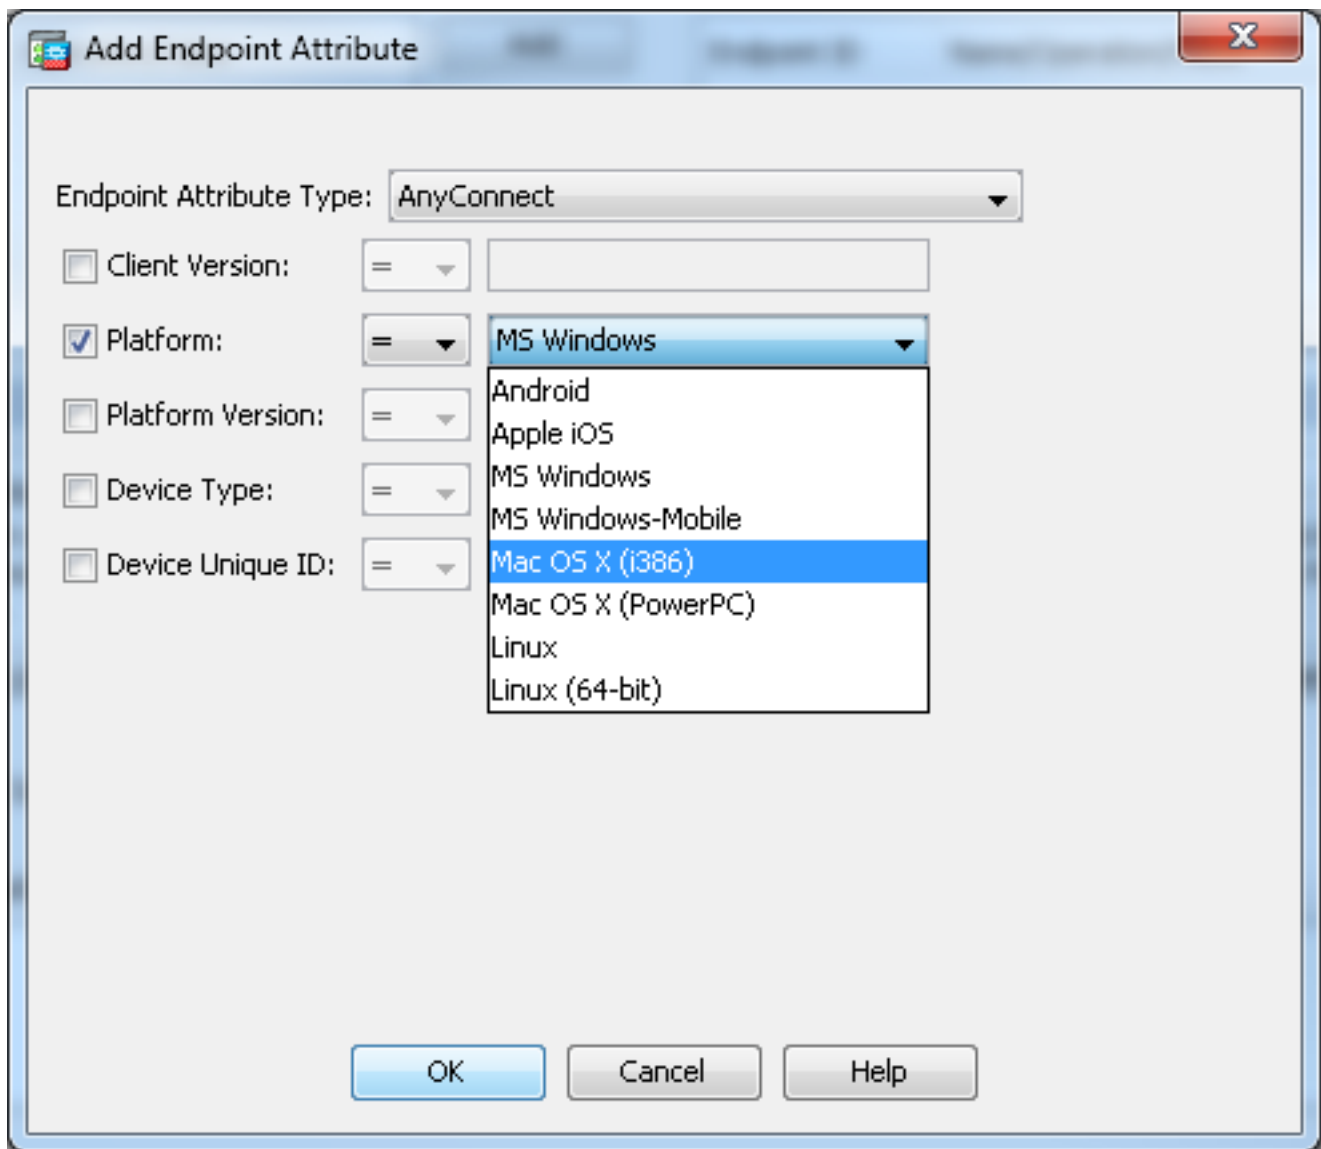 Add Endpoint Attribute
Endpoint Attribute Type: AnyConnect
Client Version: =
Platform: = MS Windows
Android
Apple iOS
Platform Version: =
MS Windows
Device Type: =
MS Windows-Mobile
Mac OS X (i386)
Device Unique ID: =
Mac OS X (PowerPC)
Linux
Linux (64-bit)
OK Cancel Help